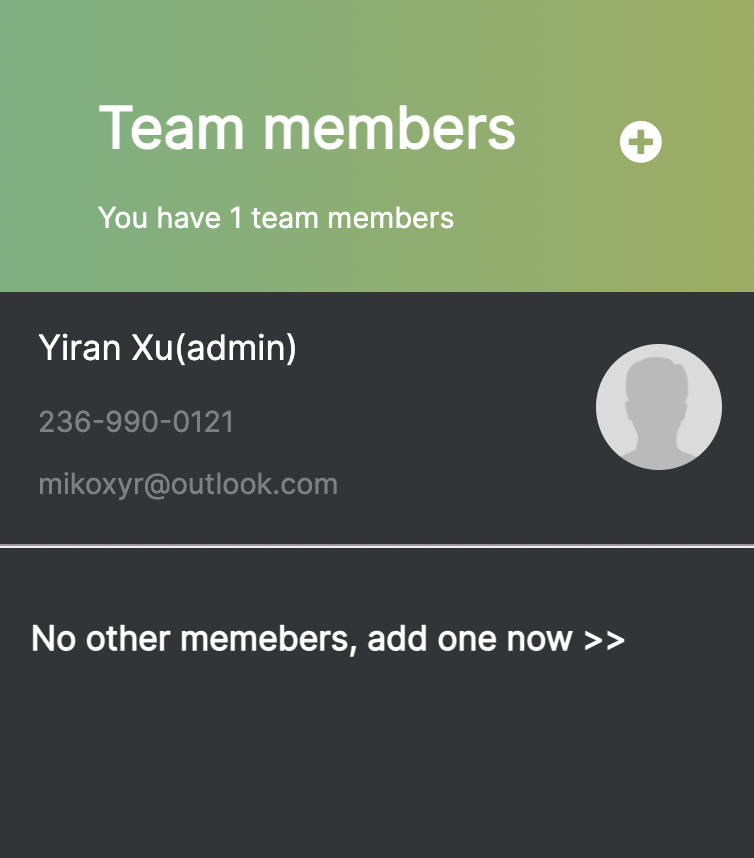 Team members
You have 1 team members
Yiran Xu(admin)
236-990-0121
mikoxyr@outlook.com
No other memebers, add one now >>